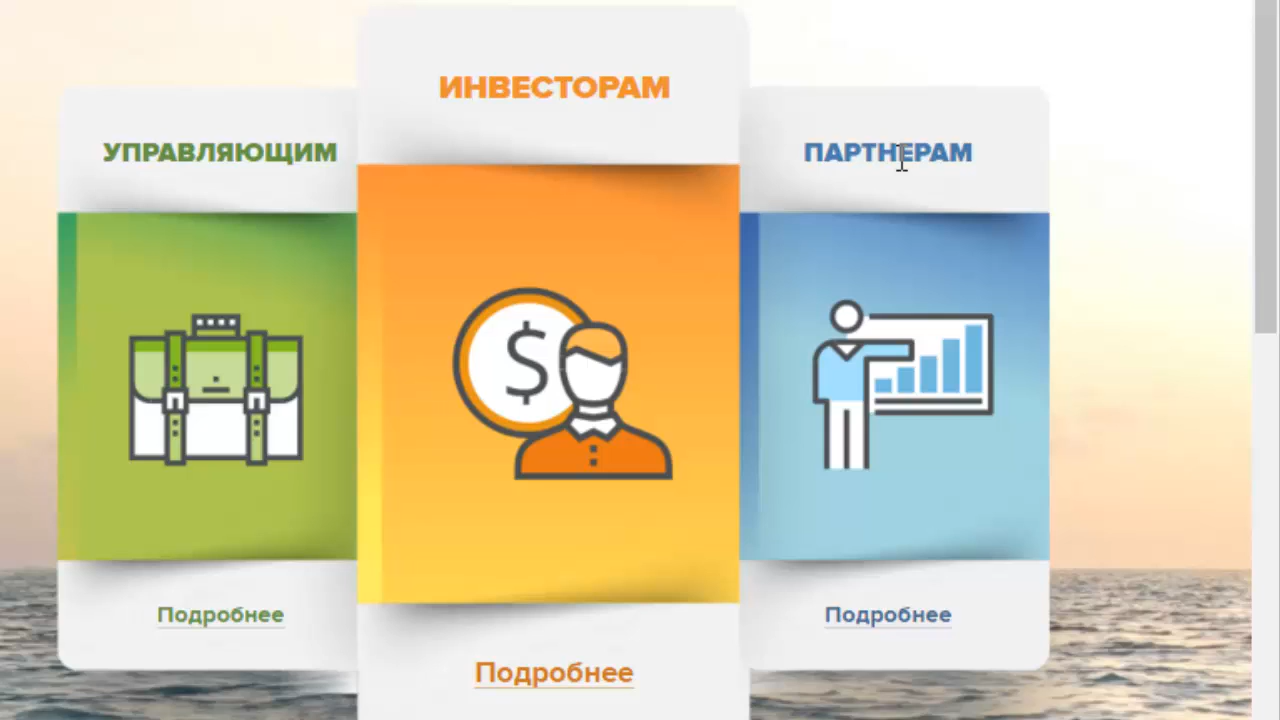 УПРАВЛЯЮЩИМ
ИНВЕСТОРАМ
ПАРТНЕРАМ
$
Подробнее
Подробнее
Подробнее